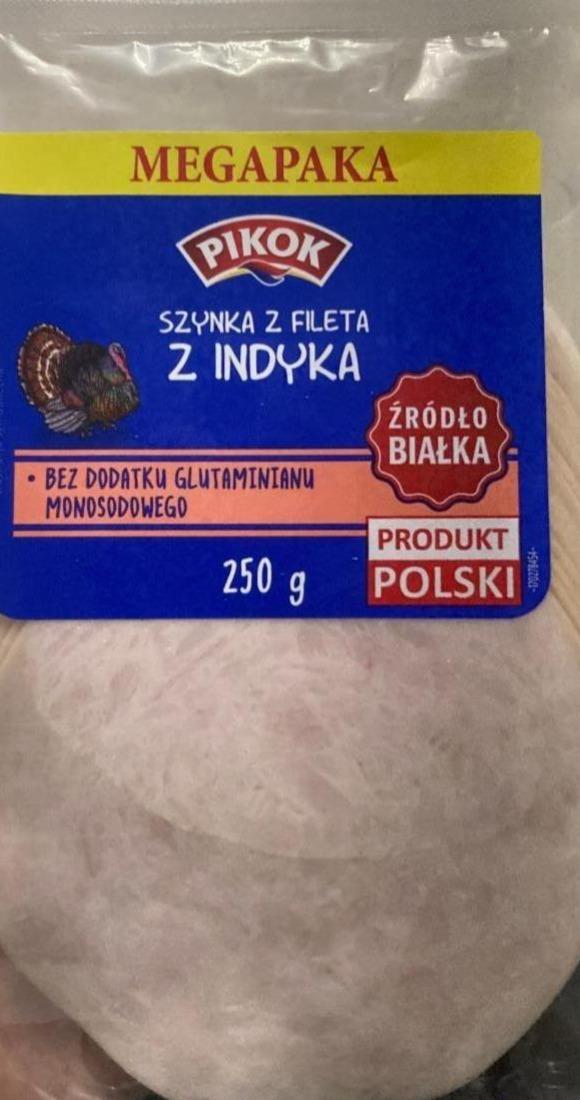 MEGAPAKA
PIKOK
SZYNKA Z FILETA
Z INDYKA
ŹRÓDŁO
BIAŁKA
• BEZ DODATKU GLUTAMINIANU
MONOSODOWEGO
PRODUKT
POLSKI
250 g